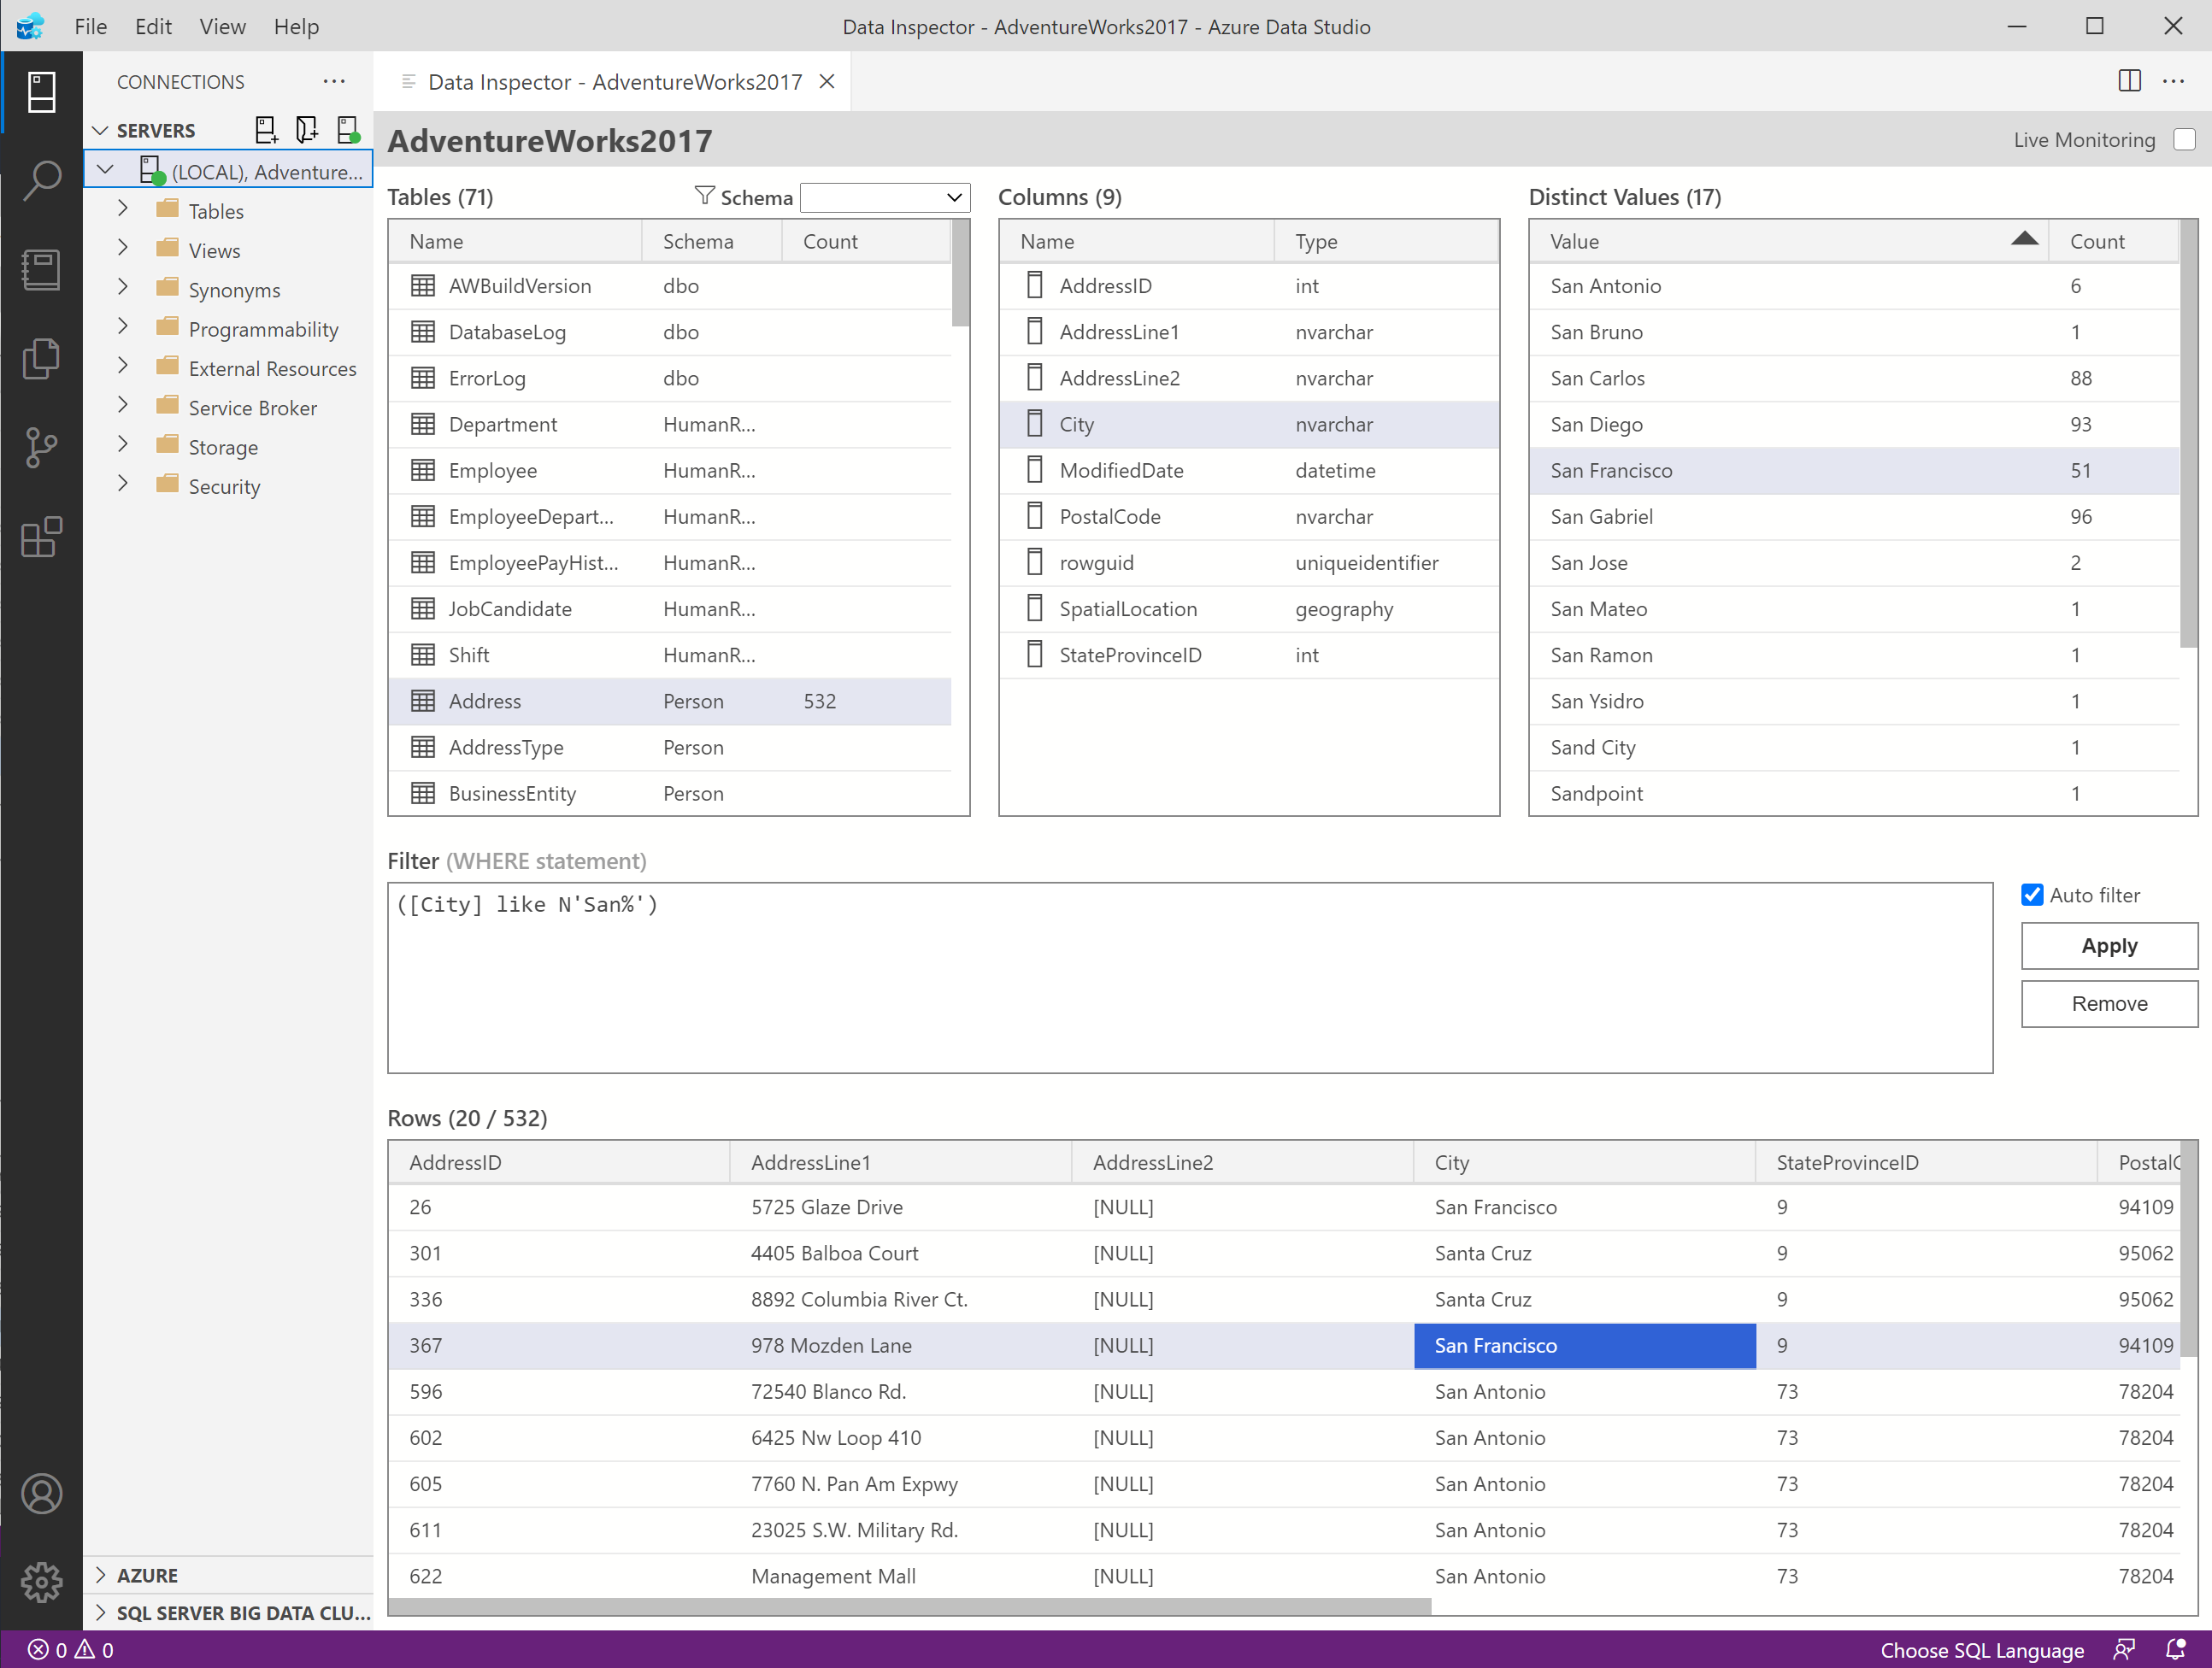 File Edit View Help Data Inspector - AdventureWorks2017 - Azure Data Studio
CONNECTIONS
Data Inspector - AdventureWorks2017
SERVERS
(LOCAL), Adventure...
Tables
Views
Synonyms
Programmability
External Resources
Service Broker
Storage
Security
AZURE
SQL SERVER BIG DATA CLU...
AdventureWorks2017 Live Monitoring
Tables (71) Schema
Name Schema Count
AWBuildVersion dbo
DatabaseLog dbo
ErrorLog dbo
Department HumanR...
Employee HumanR...
EmployeeDepart... HumanR...
EmployeePayHist... HumanR...
JobCandidate HumanR...
Shift HumanR...
Address Person 532
AddressType Person
BusinessEntity Person
Columns (9)
Name Type
AddressID int
AddressLine1 nvarchar
AddressLine2 nvarchar
City nvarchar
ModifiedDate datetime
PostalCode nvarchar
rowguid uniqueidentifier
SpatialLocation geography
StateProvinceID int
Distinct Values (17)
Value Count
San Antonio 6
San Bruno 1
San Carlos 88
San Diego 93
San Francisco 51
San Gabriel 96
San Jose 2
San Mateo 1
San Ramon 1
San Ysidro 1
Sand City 1
Sandpoint 1
Filter (WHERE statement)
([City] like N'San%')
Auto filter
Apply
Remove
Rows (20 / 532)
AddressID AddressLine1 AddressLine2 City StateProvinceID PostalC
26 5725 Glaze Drive [NULL] San Francisco 9 94109
301 4405 Balboa Court [NULL] Santa Cruz 9 95062
336 8892 Columbia River Ct. [NULL] Santa Cruz 9 95062
367 978 Mozden Lane [NULL] San Francisco 9 94109
596 72540 Blanco Rd. [NULL] San Antonio 73 78204
602 6425 Nw Loop 410 [NULL] San Antonio 73 78204
605 7760 N. Pan Am Expwy [NULL] San Antonio 73 78204
611 23025 S.W. Military Rd. [NULL] San Antonio 73 78204
622 Management Mall [NULL] San Antonio 73 78204
0 0 Choose SQL Language